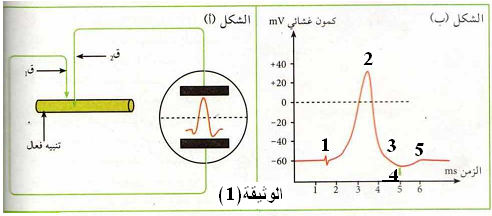 الشكل (أ)
ق2
ق1
تنبيه فعال
الشكل (ب)
كمون غشائي mV
+40
+20
0
-20
-40
-60
1 2 3 4 5
1 2 3 4 5 6
الزمن ms
الوثيقة (1)